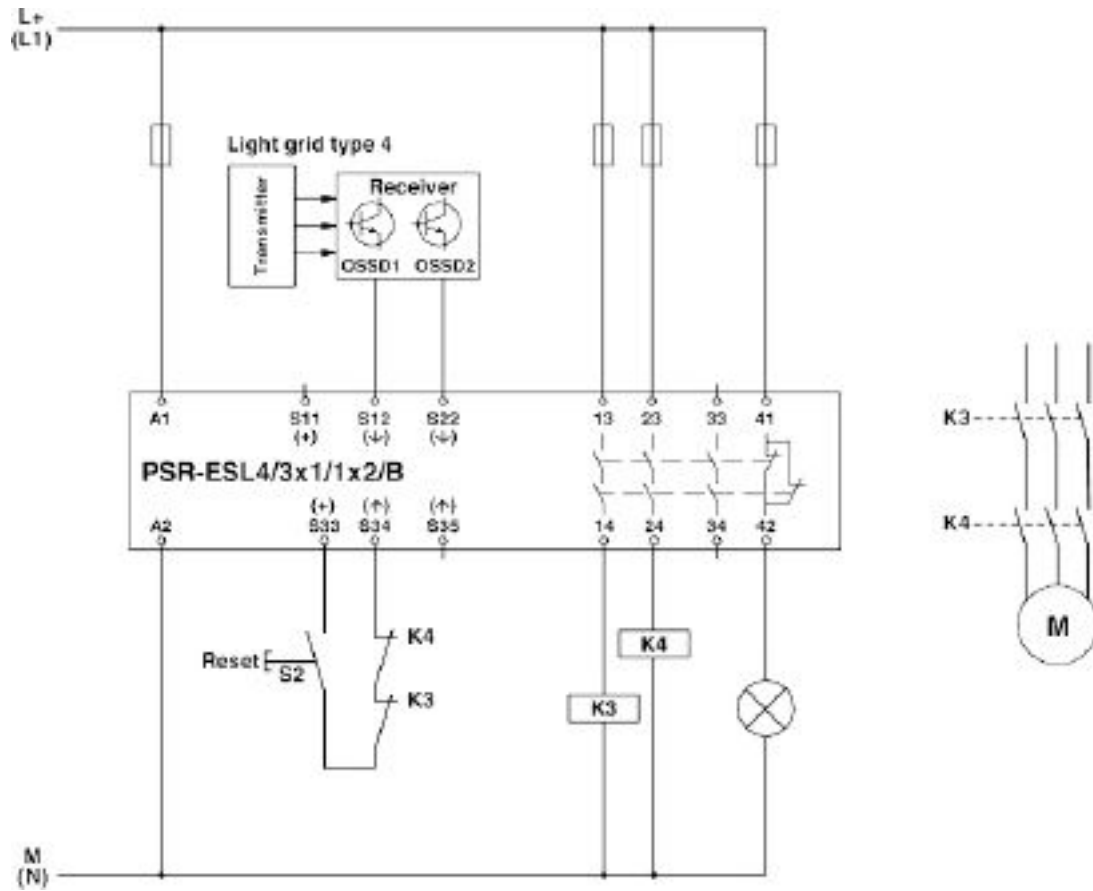 L+
(L1)
Light grid type 4
Transmitter
Receiver
OSSD1 OSSD2
A1 S11 S12 S22 13 23 33 41
(+) (↓) (↓)
PSR-ESL4/3x1/1x2/B
(+) (↑) (↑)
A2 S33 S34 S35 14 24 34 42
K3
K4
M
Reset S2
K4
K3
K4
K3
M
(N)